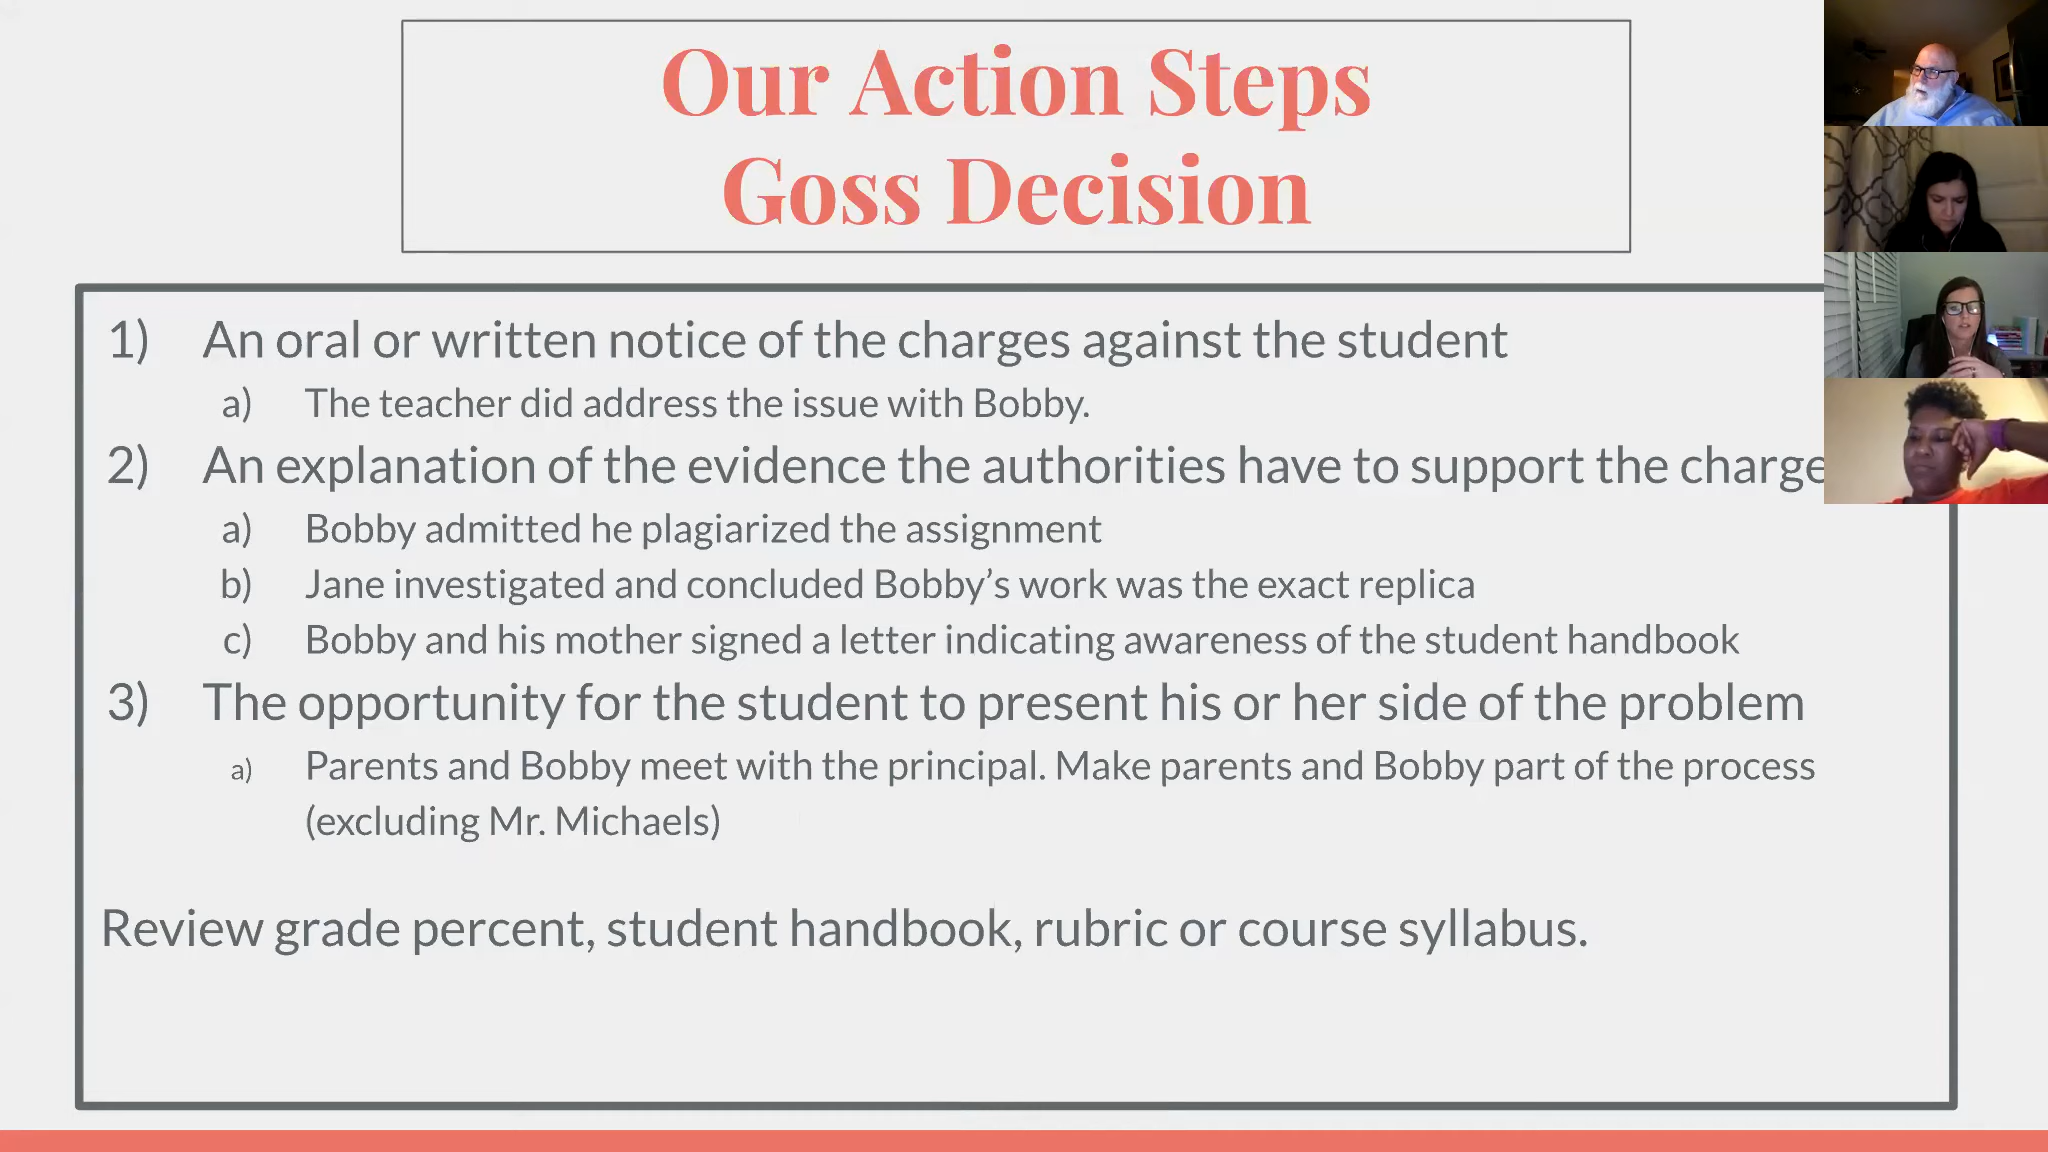 Our Action Steps
Goss Decision
1) An oral or written notice of the charges against the student
a) The teacher did address the issue with Bobby.
2) An explanation of the evidence the authorities have to support the charge
a) Bobby admitted he plagiarized the assignment
b) Jane investigated and concluded Bobby’s work was the exact replica
c) Bobby and his mother signed a letter indicating awareness of the student handbook
3) The opportunity for the student to present his or her side of the problem
a) Parents and Bobby meet with the principal. Make parents and Bobby part of the process
(excluding Mr. Michaels)
Review grade percent, student handbook, rubric or course syllabus.